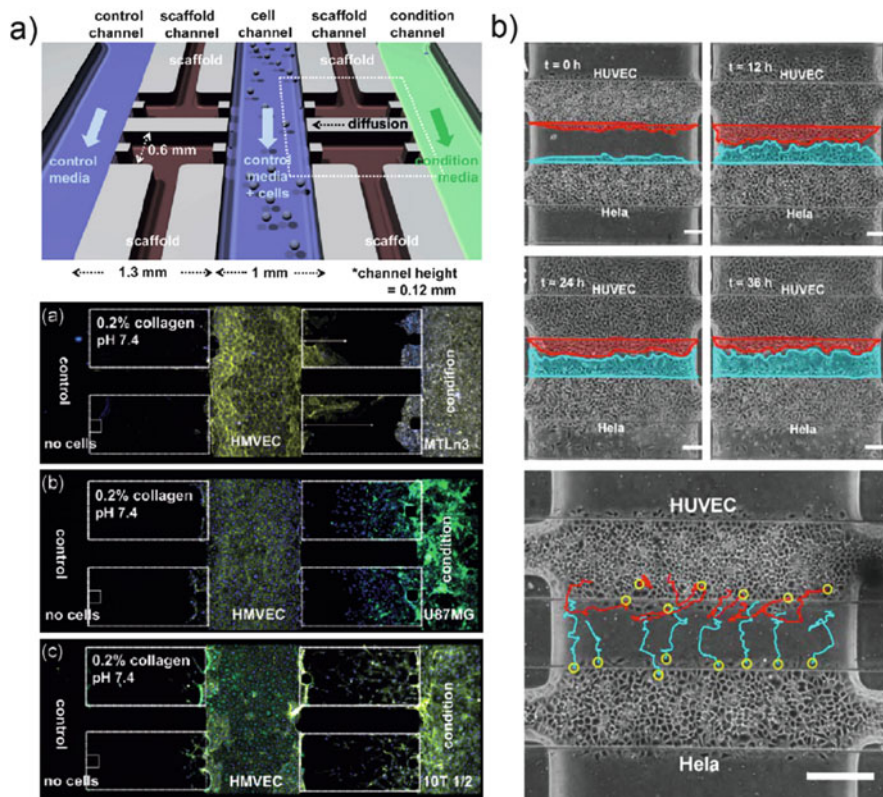 a)
control channel
scaffold channel
cell channel
scaffold channel
condition channel
scaffold
scaffold
diffusion
0.6 mm
control media
control media + cells
condition media
scaffold
scaffold
1.3 mm
1 mm
*channel height = 0.12 mm
(a)
0.2% collagen
pH 7.4
control
no cells
HMVEC
condition
MTLn3
(b)
0.2% collagen
pH 7.4
control
no cells
HMVEC
condition
U87MG
(c)
0.2% collagen
pH 7.4
control
no cells
HMVEC
condition
10T 1/2
b)
t = 0 h
HUVEC
Hela
t = 12 h
HUVEC
Hela
t = 24 h
HUVEC
Hela
t = 36 h
HUVEC
Hela
HUVEC
Hela